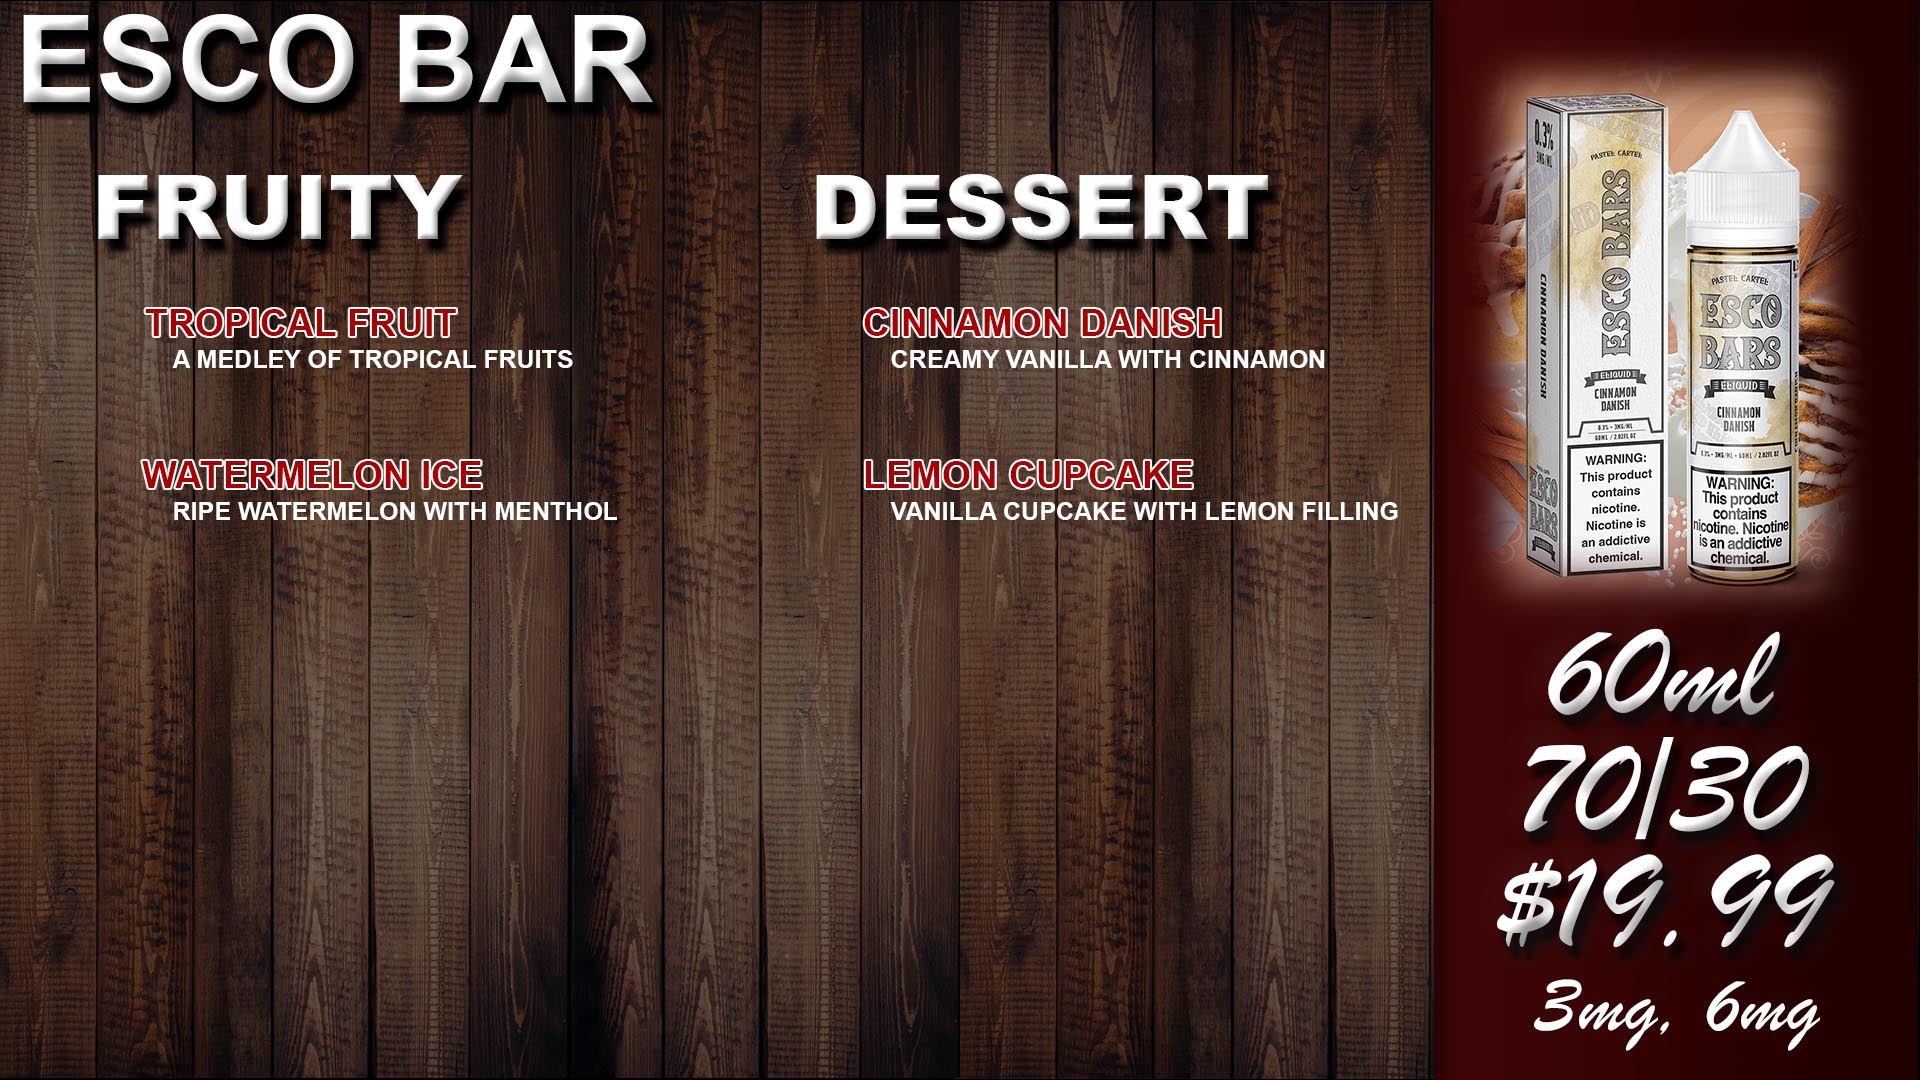 ESCO BAR
FRUITY
TROPICAL FRUIT
A MEDLEY OF TROPICAL FRUITS
WATERMELON ICE
RIPE WATERMELON WITH MENTHOL
DESSERT
CINNAMON DANISH
CREAMY VANILLA WITH CINNAMON
LEMON CUPCAKE
VANILLA CUPCAKE WITH LEMON FILLING
0.3%
3MG/ML
CINNAMON DANISH
ESCO
BARS
PASTEL CARTEL
ESCO BARS
ELIQUID
CINNAMON
DANISH
0.3% - 3MG/ML
60ML / 2.02FL OZ
WARNING:
This product
contains
nicotine.
Nicotine is
an addictive
chemical.
PASTEL CARTEL
ESCO
BARS
ELIQUID
CINNAMON
DANISH
0.3% - 3MG/ML - 60ML / 2.02FL OZ
WARNING:
This product
contains
nicotine. Nicotine
is an addictive
chemical.
60ml
70|30
$19.99
3mg, 6mg